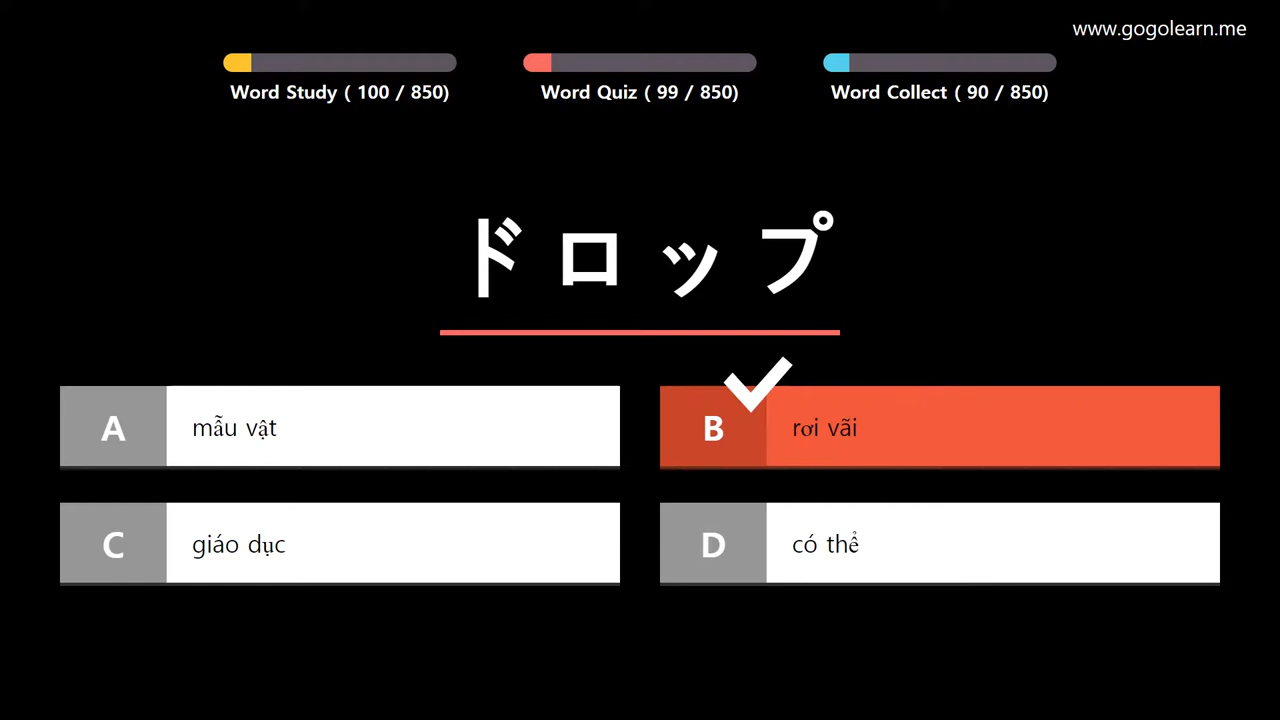 www.gogolearn.me
Word Study ( 100 / 850)
Word Quiz ( 99 / 850)
Word Collect ( 90 / 850)
ドロップ
A mẫu vật
B rơi vãi
C giáo dục
D có thể